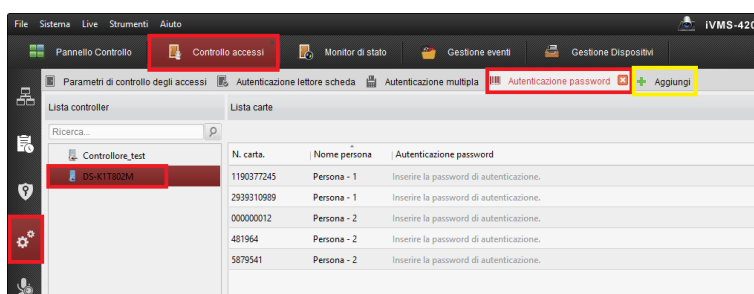 File Sistema Live Strumenti Aiuto iVMS-420
Pannello Controllo Controllo accessi Monitor di stato Gestione eventi Gestione Dispositivi
Parametri di controllo degli accessi Autenticazione lettore scheda Autenticazione multipla Autenticazione password Aggiungi
Lista controller Lista carte
Ricerca...
Controllore_test N. carta. Nome persona Autenticazione password
DS-K1T802M 1190377245 Persona - 1 Inserire la password di autenticazione.
2939310989 Persona - 1 Inserire la password di autenticazione.
000000012 Persona - 2 Inserire la password di autenticazione.
481964 Persona - 2 Inserire la password di autenticazione.
5879541 Persona - 2 Inserire la password di autenticazione.